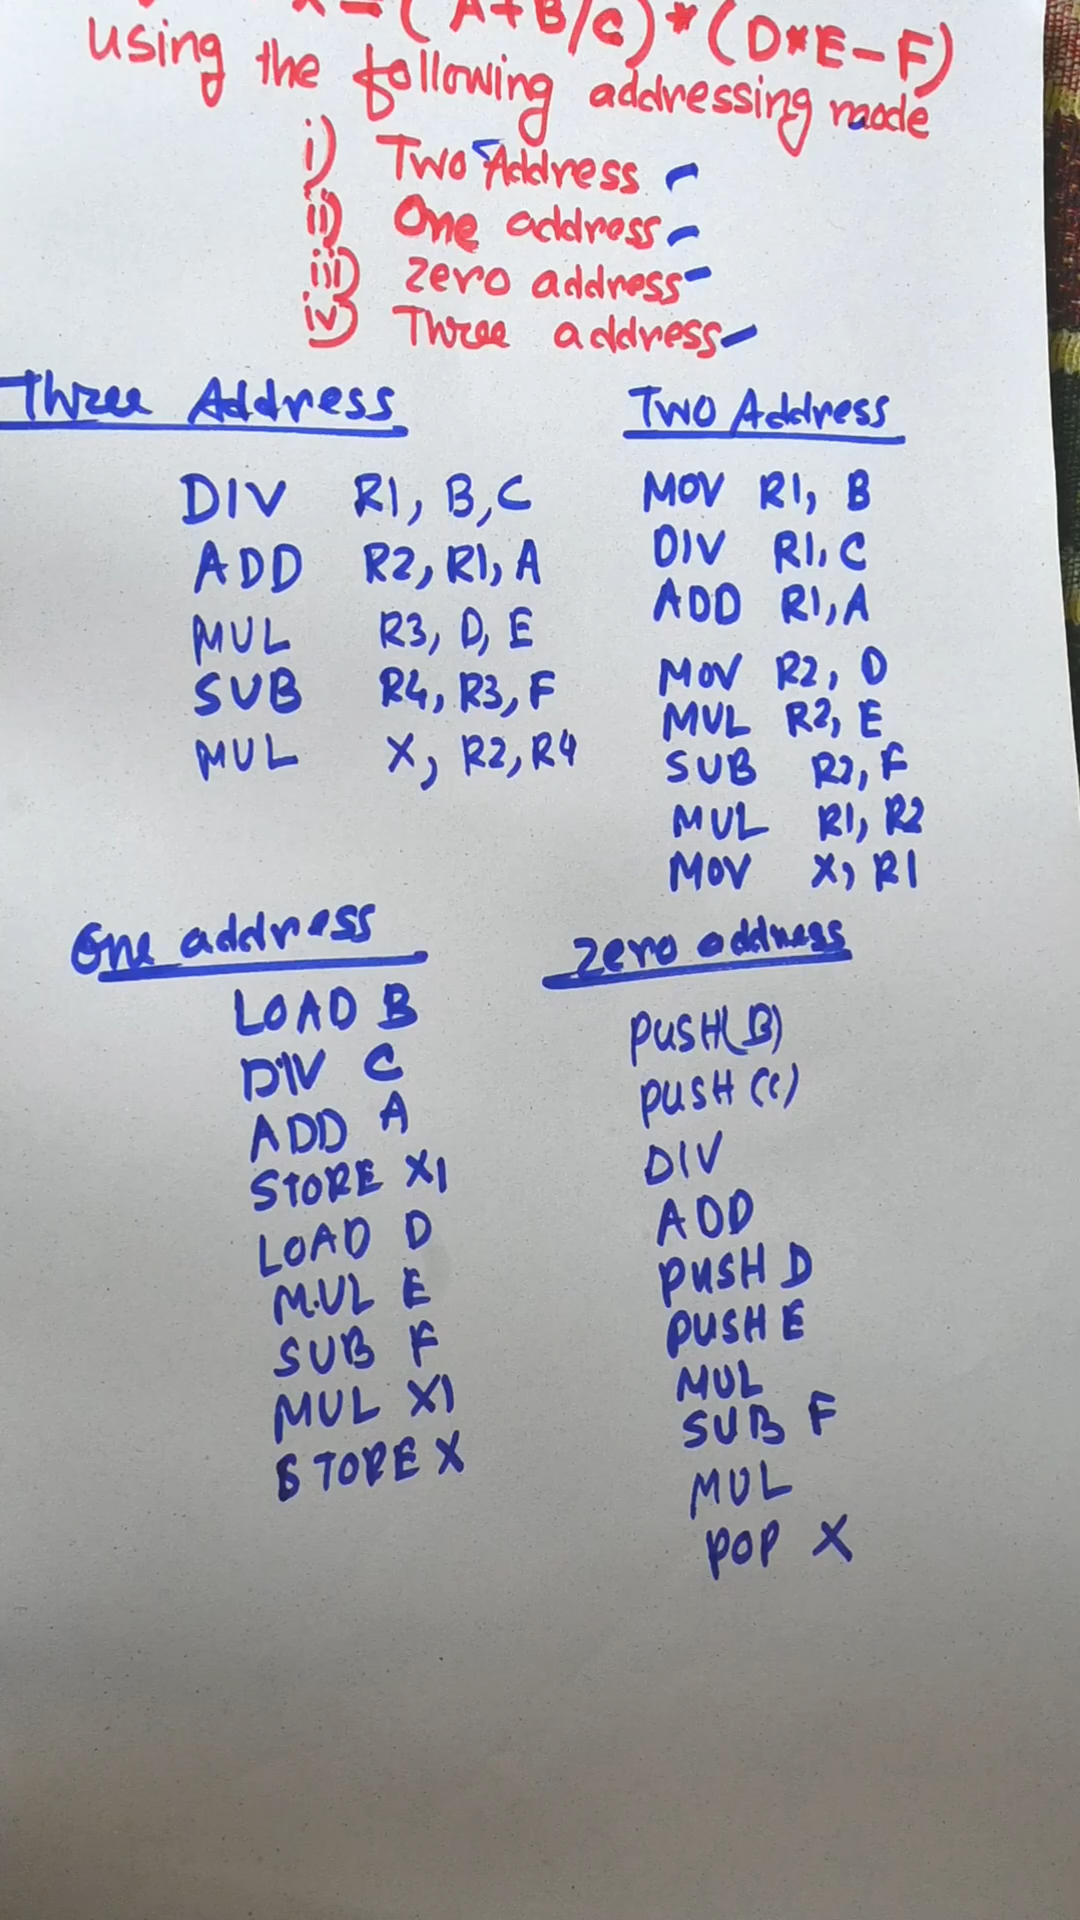 X = (A+B/C)*(D*E-F)
using the following addressing mode
i) Two Address
ii) One address
iii) zero address
iv) Three address
Three Address
DIV R1, B,C
ADD R2, R1, A
MUL R3, D, E
SUB R4, R3, F
MUL X, R2, R4
Two Address
MOV R1, B
DIV R1, C
ADD R1, A
MOV R2, D
MUL R2, E
SUB R2, F
MUL R1, R2
MOV X, R1
One address
LOAD B
DIV C
ADD A
STORE X1
LOAD D
MUL E
SUB F
MUL X1
STORE X
zero address
PUSH(B)
PUSH (C)
DIV
ADD
PUSH D
PUSH E
MUL
SUB F
MUL
POP X